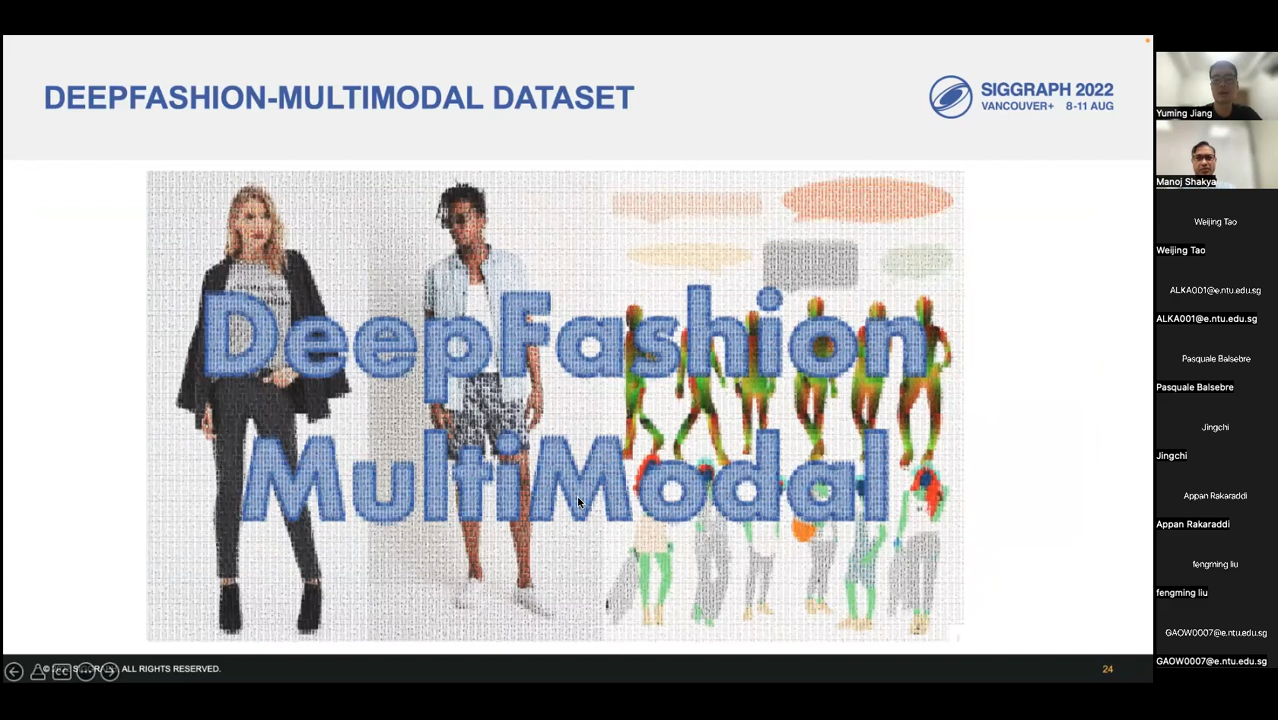 DEEPFASHION-MULTIMODAL DATASET
SIGGRAPH 2022
VANCOUVER+ 8-11 AUG
DeepFashion
MultiModal
ALL RIGHTS RESERVED.
24
Yuming Jiang
Manoj Shakya
Weijing Tao
Weijing Tao
ALKA001@e.ntu.edu.sg
ALKA001@e.ntu.edu.sg
Pasquale Balsebre
Pasquale Balsebre
Jingchi
Jingchi
Appan Rakaraddi
Appan Rakaraddi
fengming liu
fengming liu
GAOW0007@e.ntu.edu.sg
GAOW0007@e.ntu.edu.sg